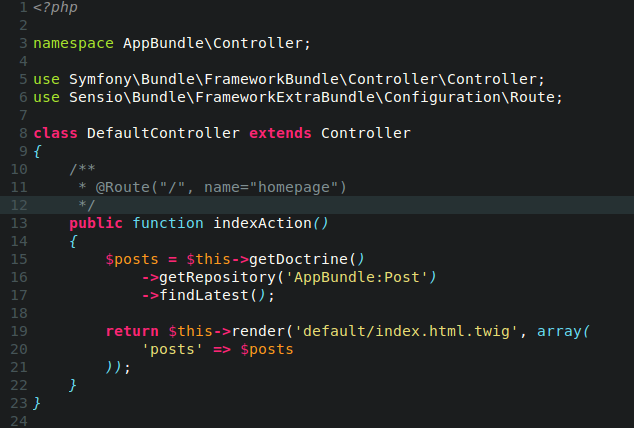 1 <?php
2
3 namespace AppBundle\Controller;
4
5 use Symfony\Bundle\FrameworkBundle\Controller\Controller;
6 use Sensio\Bundle\FrameworkExtraBundle\Configuration\Route;
7
8 class DefaultController extends Controller
9 {
10     /**
11      * @Route("/", name="homepage")
12      */
13     public function indexAction()
14     {
15         $posts = $this->getDoctrine()
16             ->getRepository('AppBundle:Post')
17             ->findLatest();
18
19         return $this->render('default/index.html.twig', array(
20             'posts' => $posts
21         ));
22     }
23 }
24